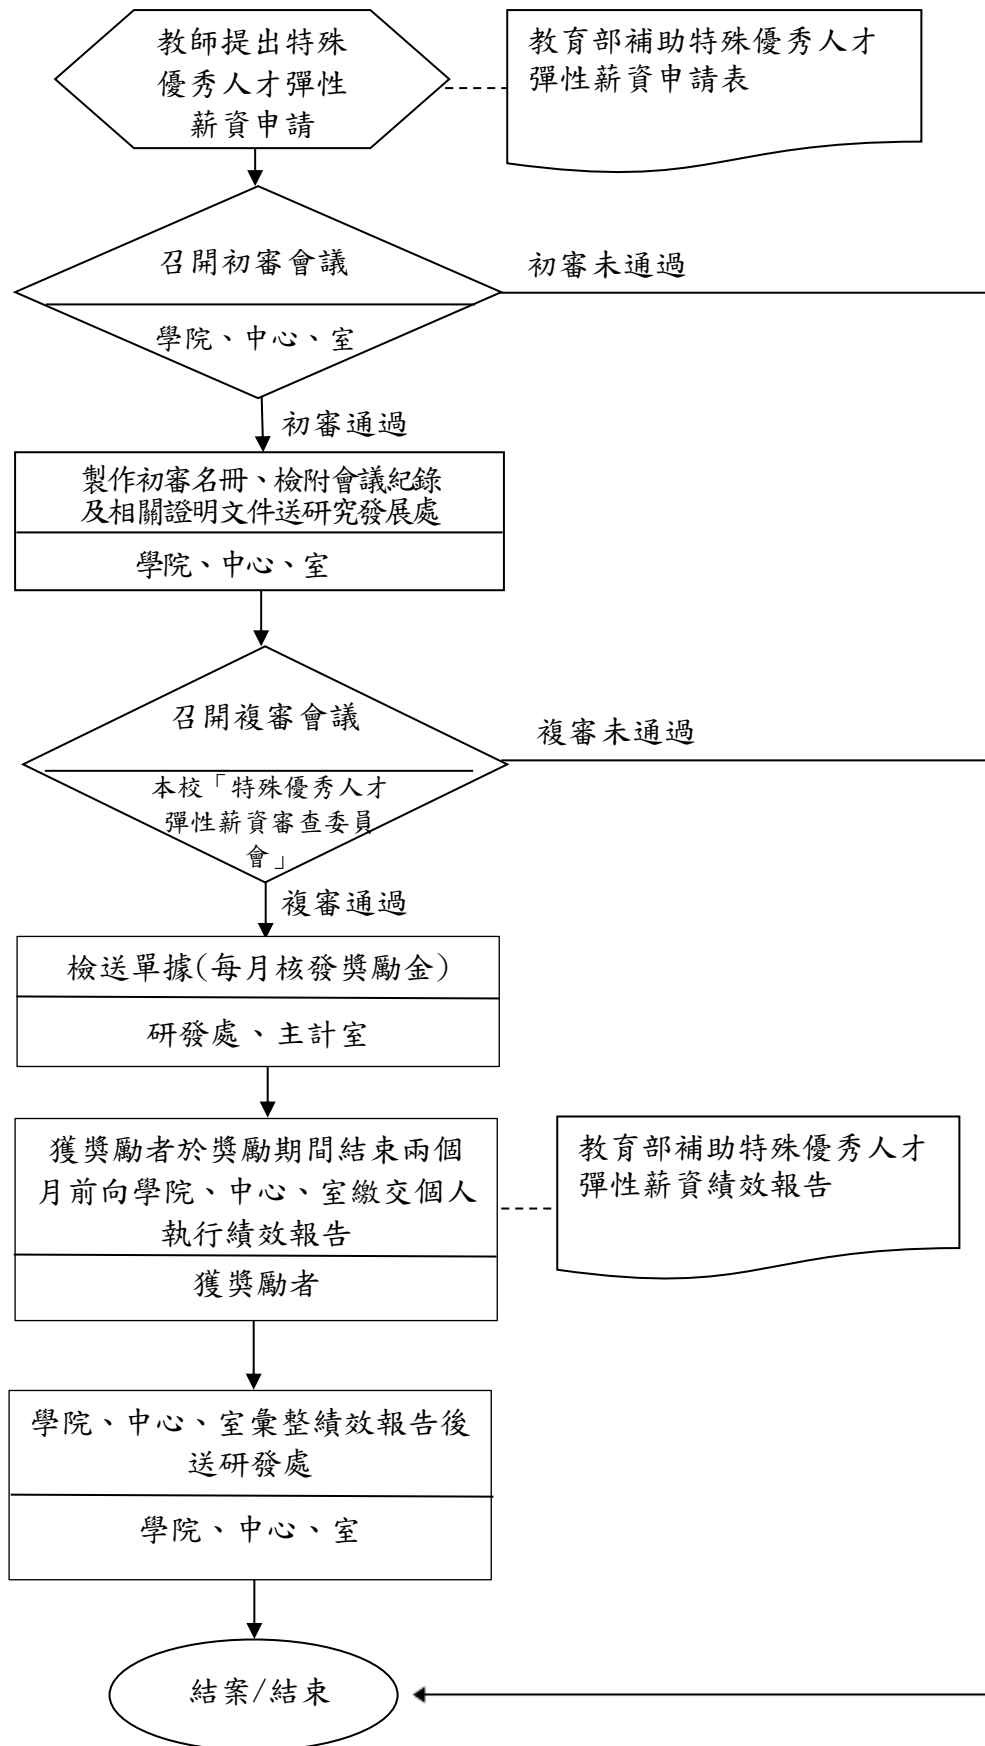 教師提出特殊
優秀人才彈性
薪資申請
教育部補助特殊優秀人才
彈性薪資申請表
召開初審會議
學院、中心、室
初審未通過
初審通過
製作初審名冊、檢附會議紀錄
及相關證明文件送研究發展處
學院、中心、室
召開複審會議
本校「特殊優秀人才
彈性薪資審查委員
會」
複審未通過
複審通過
檢送單據(每月核發獎勵金)
研發處、主計室
獲獎勵者於獎勵期間結束兩個
月前向學院、中心、室繳交個人
執行績效報告
獲獎勵者
教育部補助特殊優秀人才
彈性薪資績效報告
學院、中心、室彙整績效報告後
送研發處
學院、中心、室
結案/結束